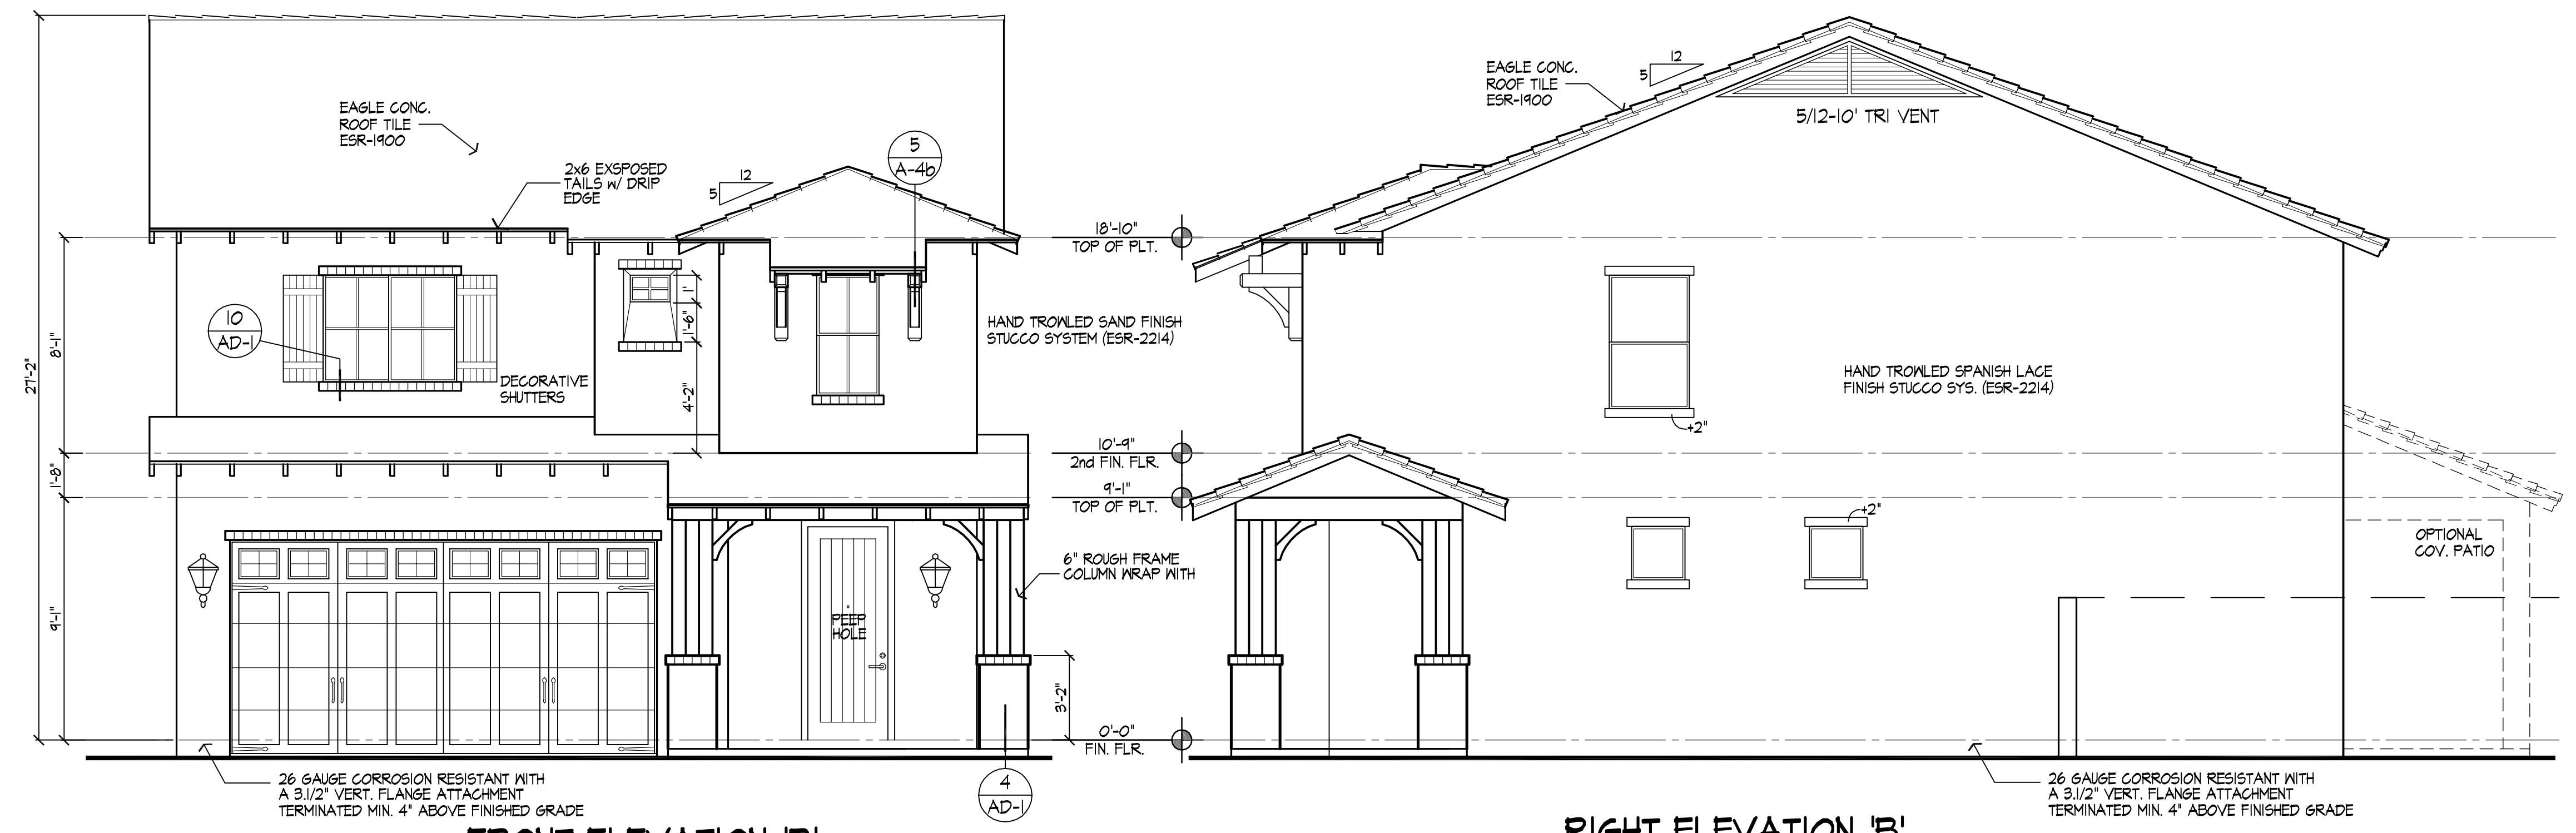 EAGLE CONC.
ROOF TILE
ESR-1900
2x6 EXSPOSED
TAILS w/ DRIP
EDGE
12
5
5
A-4b
10
AD-1
DECORATIVE
SHUTTERS
1'
1'-6"
4'-2"
27'-2"
8'-1"
1'-8"
9'-1"
HAND TROWLED SAND FINISH
STUCCO SYSTEM (ESR-2214)
18'-10"
TOP OF PLT.
10'-9"
2nd FIN. FLR.
9'-1"
TOP OF PLT.
6" ROUGH FRAME
COLUMN WRAP WITH
PEEP
HOLE
3'-2"
0'-0"
FIN. FLR.
4
AD-1
26 GAUGE CORROSION RESISTANT WITH
A 3.1/2" VERT. FLANGE ATTACHMENT
TERMINATED MIN. 4" ABOVE FINISHED GRADE
FRONT ELEVATION 'B'
EAGLE CONC.
ROOF TILE
ESR-1900
12
5
5/12-10' TRI VENT
HAND TROWLED SPANISH LACE
FINISH STUCCO SYS. (ESR-2214)
+2"
+2"
OPTIONAL
COV. PATIO
26 GAUGE CORROSION RESISTANT WITH
A 3.1/2" VERT. FLANGE ATTACHMENT
TERMINATED MIN. 4" ABOVE FINISHED GRADE
RIGHT ELEVATION 'B'